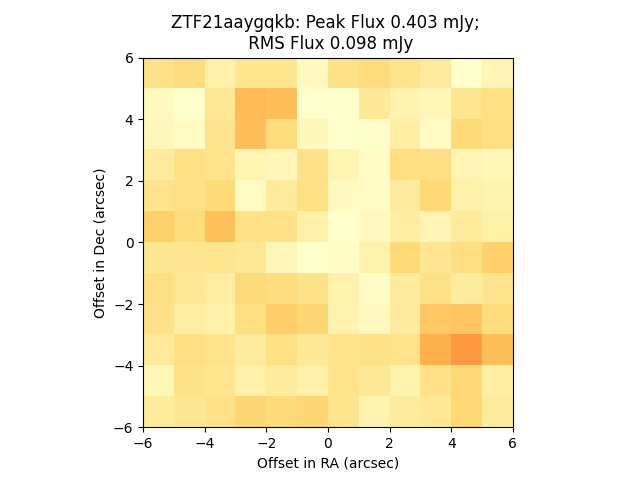 ZTF21aaygqkb: Peak Flux 0.403 mJy;
RMS Flux 0.098 mJy
6
4
2
0
−2
−4
−6
Offset in Dec (arcsec)
−6 −4 −2 0 2 4 6
Offset in RA (arcsec)